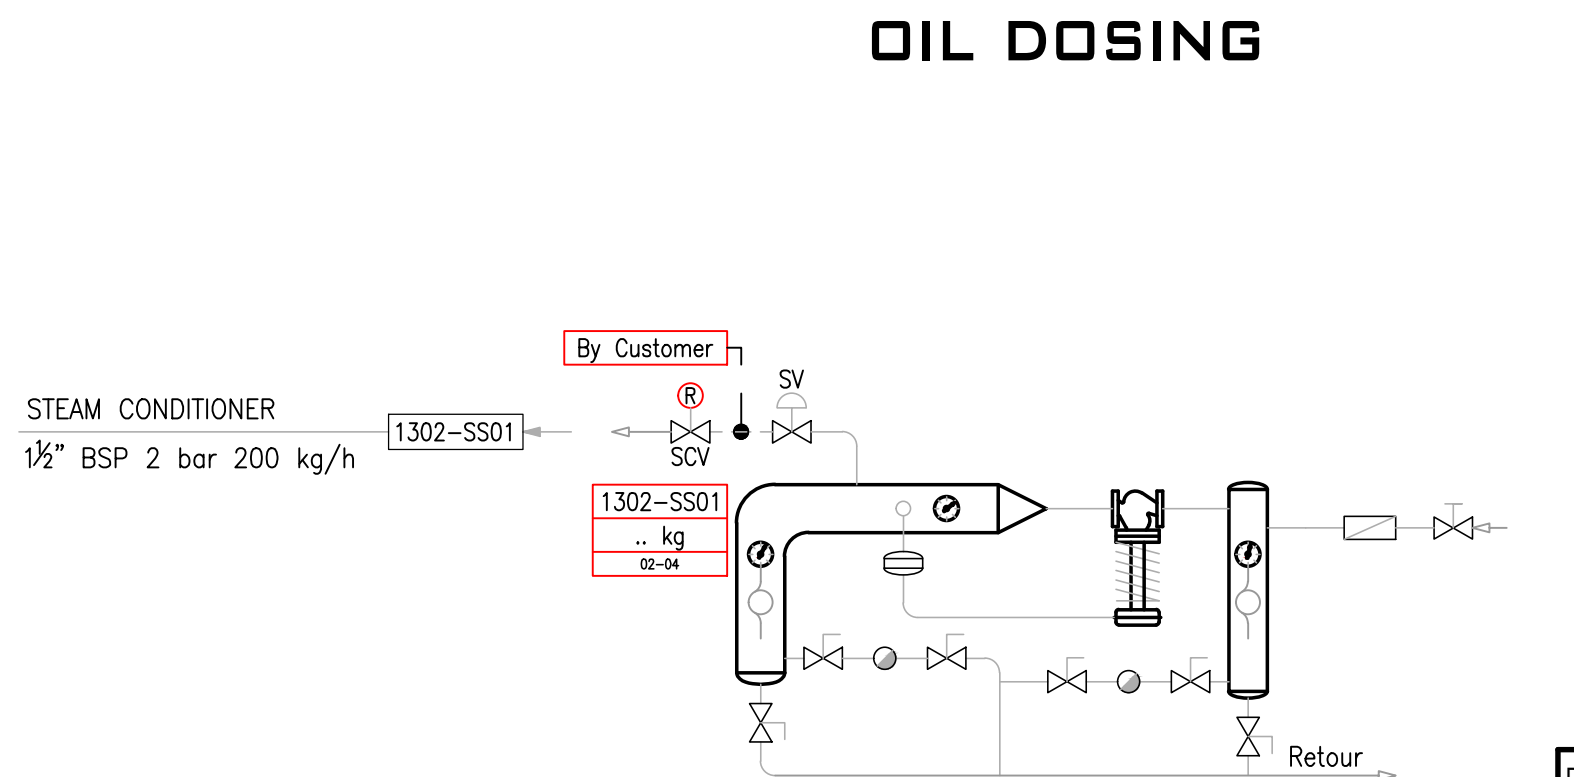 OIL DOSING
By Customer
SV
R
STEAM CONDITIONER
1302-SS01
1½" BSP 2 bar 200 kg/h
SCV
1302-SS01
.. kg
02-04
Retour